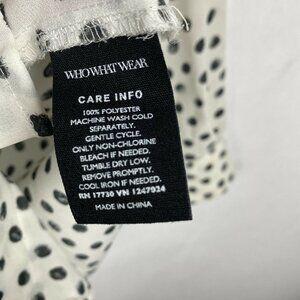 WHO WHAT WEAR
CARE INFO
100% POLYESTER
MACHINE WASH COLD
SEPARATELY.
GENTLE CYCLE.
ONLY NON-CHLORINE
BLEACH IF NEEDED.
TUMBLE DRY LOW.
REMOVE PROMPTLY.
COOL IRON IF NEEDED.
RN 17730 VN 1247924
MADE IN CHINA